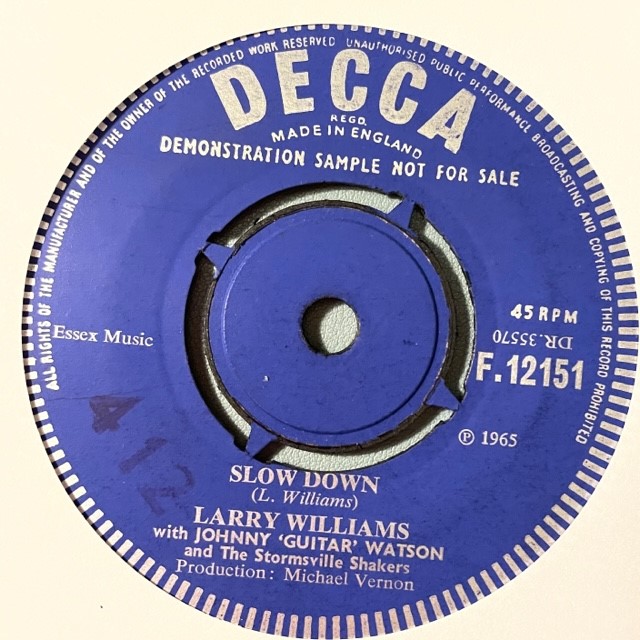 ALL RIGHTS OF THE MANUFACTURER AND OF THE OWNER OF THE RECORDED WORK RESERVED UNAUTHORISED PUBLIC PERFORMANCE BROADCASTING AND COPYING OF THIS RECORD PROHIBITED
DECCA
REGD.
MADE IN ENGLAND
DEMONSTRATION SAMPLE NOT FOR SALE
45 RPM
DR.35570
Essex Music
F.12151
℗ 1965
412
SLOW DOWN
(L. Williams)
LARRY WILLIAMS
with JOHNNY ‘GUITAR’ WATSON
and The Stormsville Shakers
Production: Michael Vernon